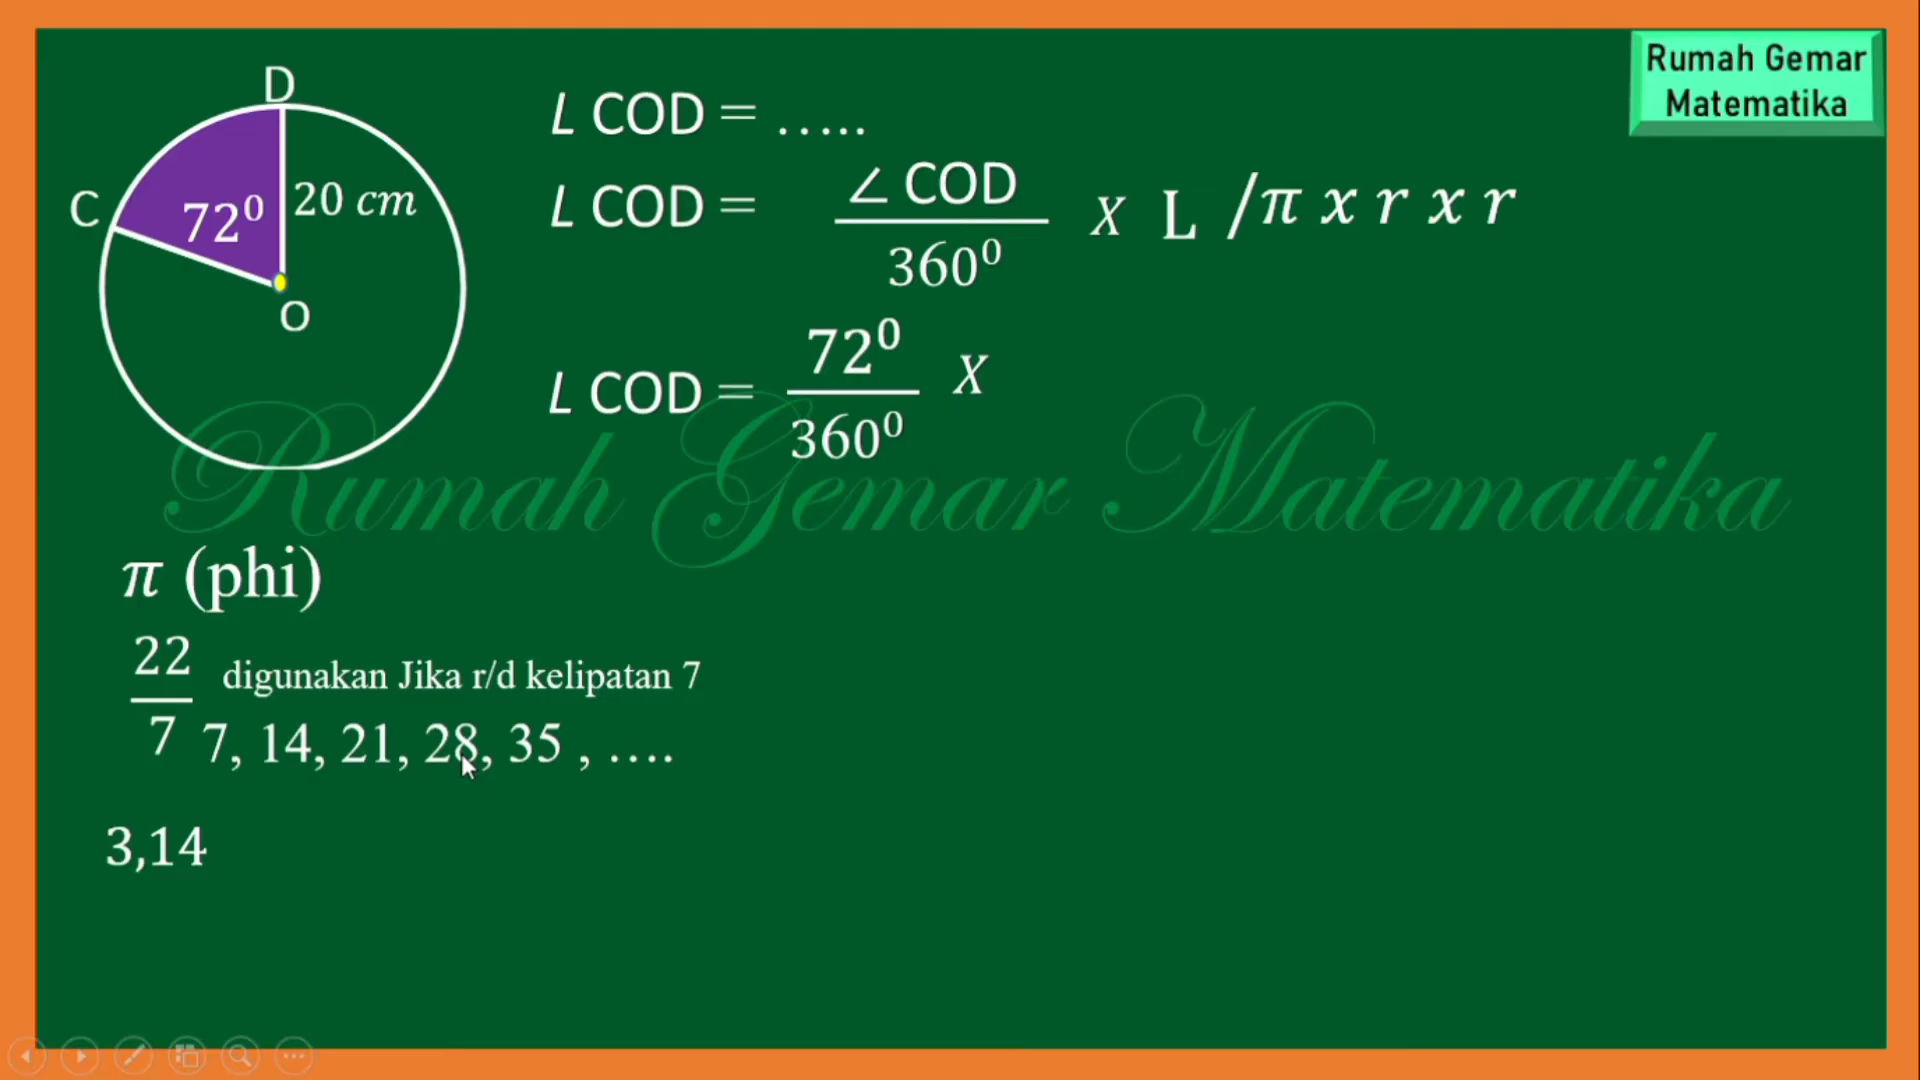 Rumah Gemar
Matematika
D
C
72⁰
20 cm
O
L COD = .....
L COD = ∠ COD / 360⁰ X L / π x r x r
L COD = 72⁰ / 360⁰ X
Rumah Gemar Matematika
π (phi)
22/7 digunakan Jika r/d kelipatan 7
7, 14, 21, 28, 35 , ....
3,14